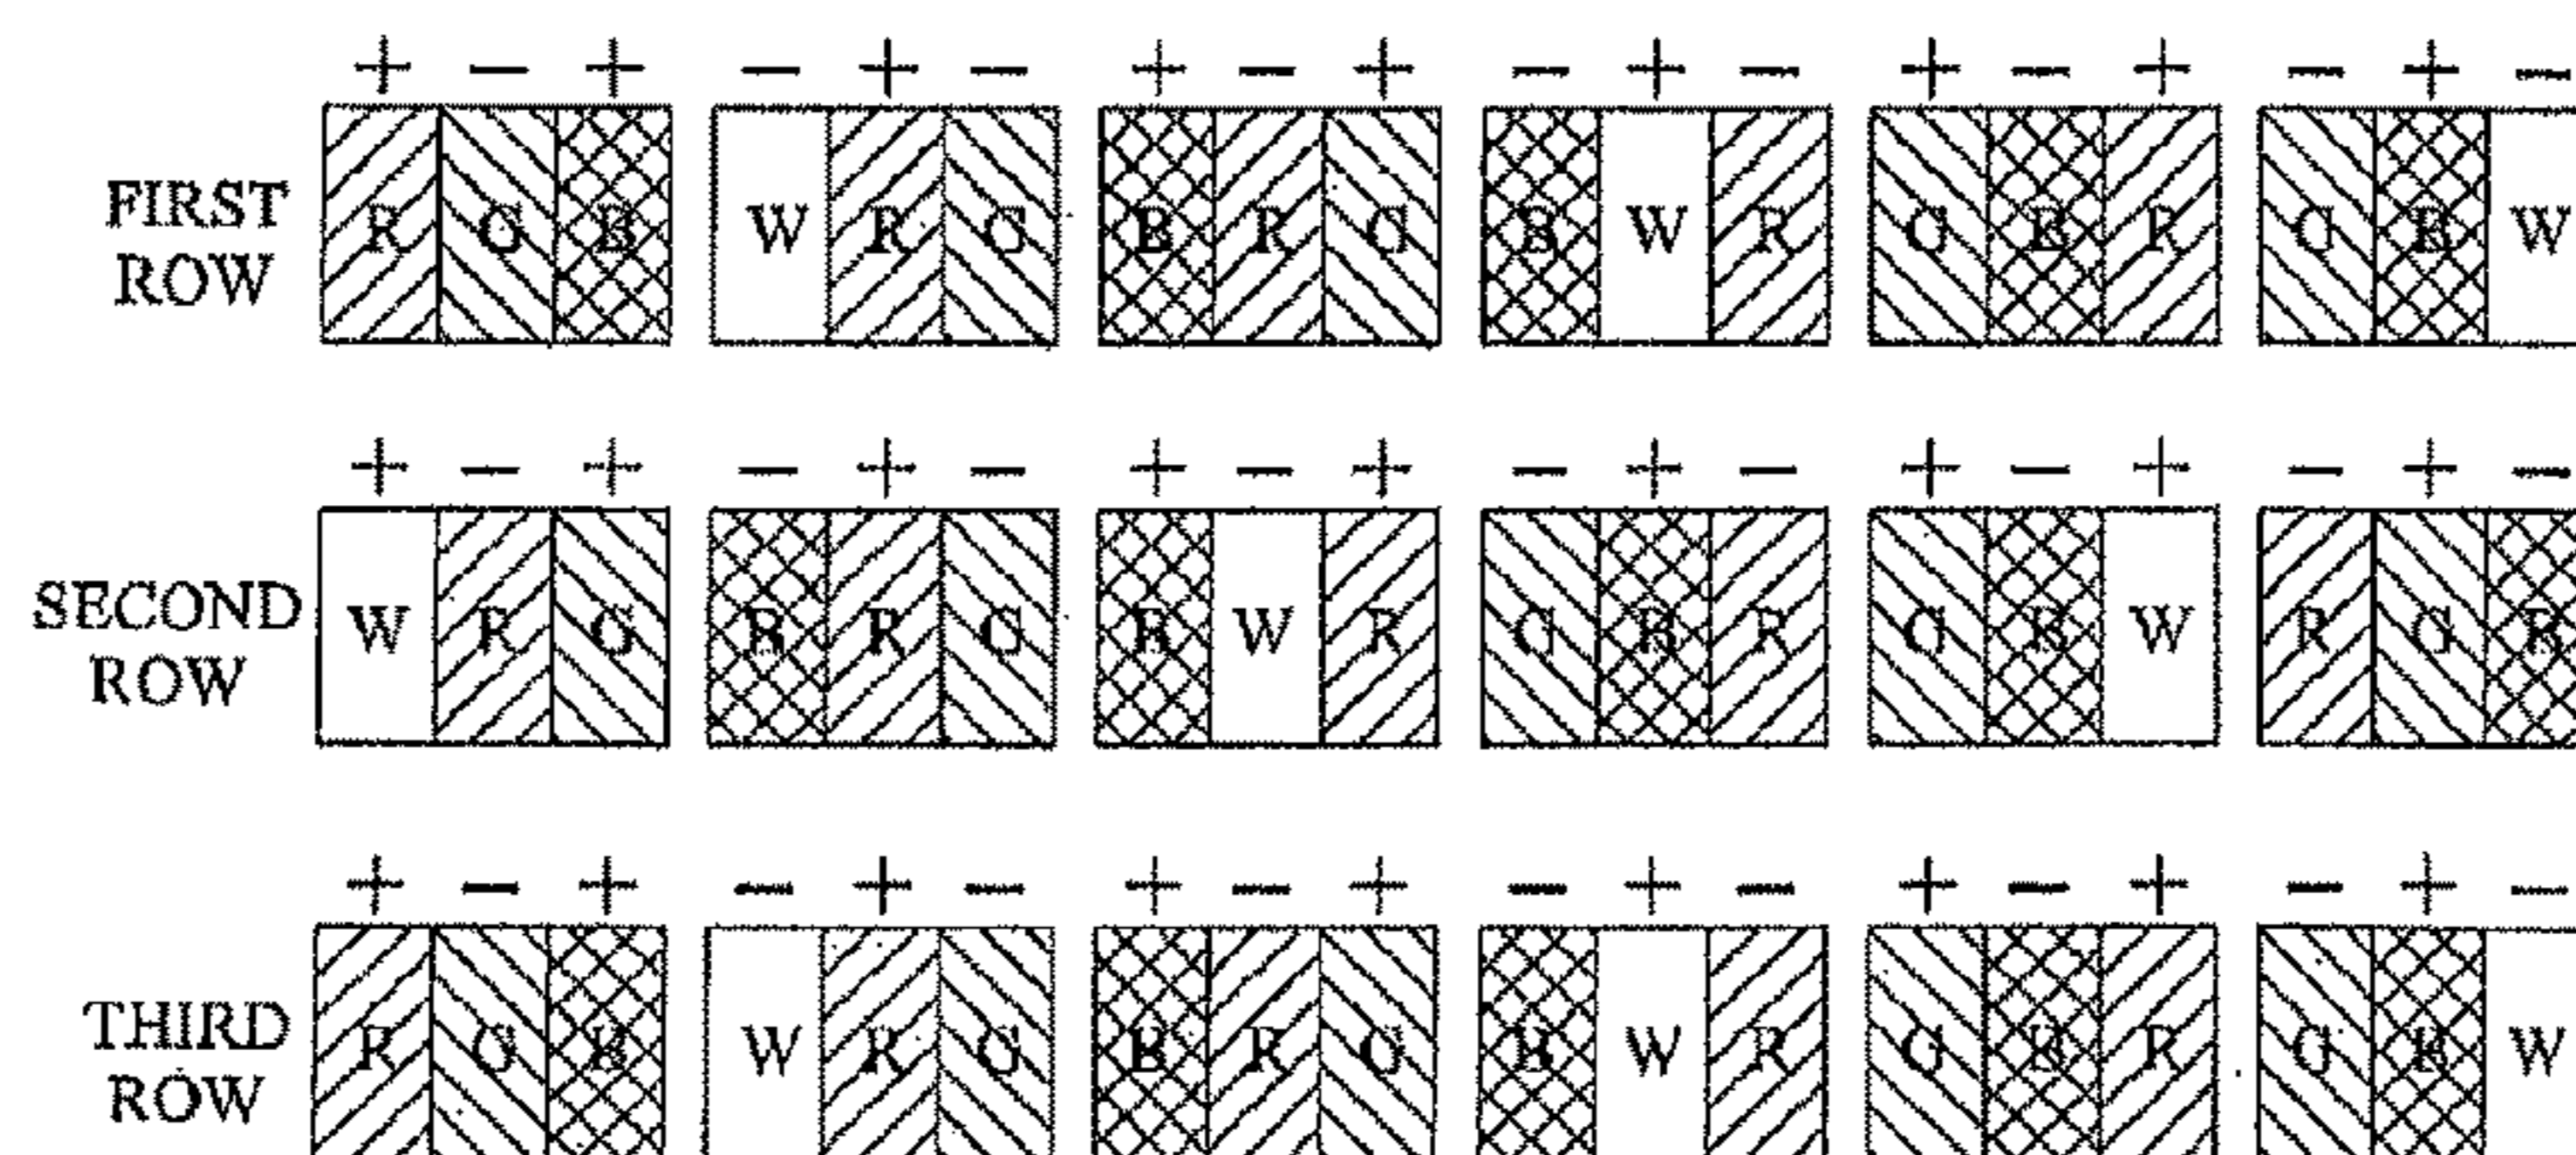 + − + − + − + − + − + − + − + − + −
FIRST ROW R G B W R G B R G B W R G B R G B W
+ − + − + − + − + − + − + − + − + −
SECOND ROW W R G B R G B W R G B R G B W R G B
+ − + − + − + − + − + − + − + − + −
THIRD ROW R G B W R G B R G B W R G B R G B W